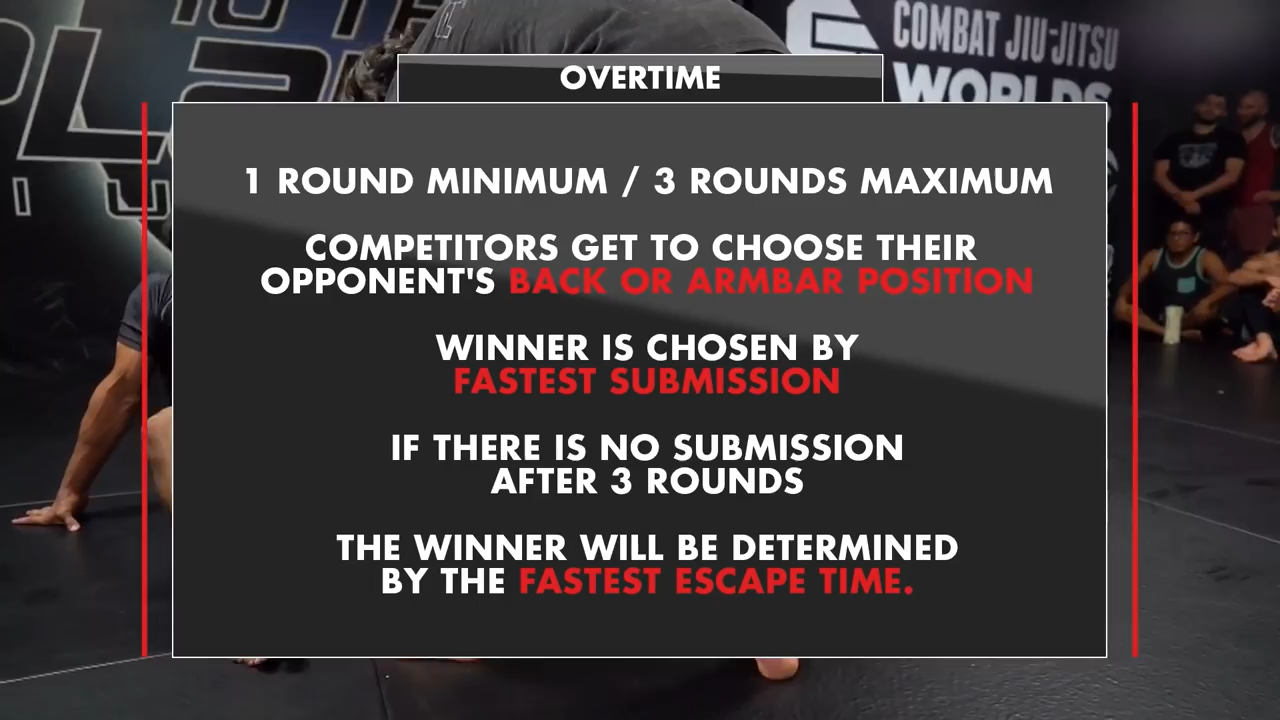 COMBAT JIU-JITSU
WORLDS
OVERTIME
1 ROUND MINIMUM / 3 ROUNDS MAXIMUM
COMPETITORS GET TO CHOOSE THEIR
OPPONENT'S BACK OR ARMBAR POSITION
WINNER IS CHOSEN BY
FASTEST SUBMISSION
IF THERE IS NO SUBMISSION
AFTER 3 ROUNDS
THE WINNER WILL BE DETERMINED
BY THE FASTEST ESCAPE TIME.